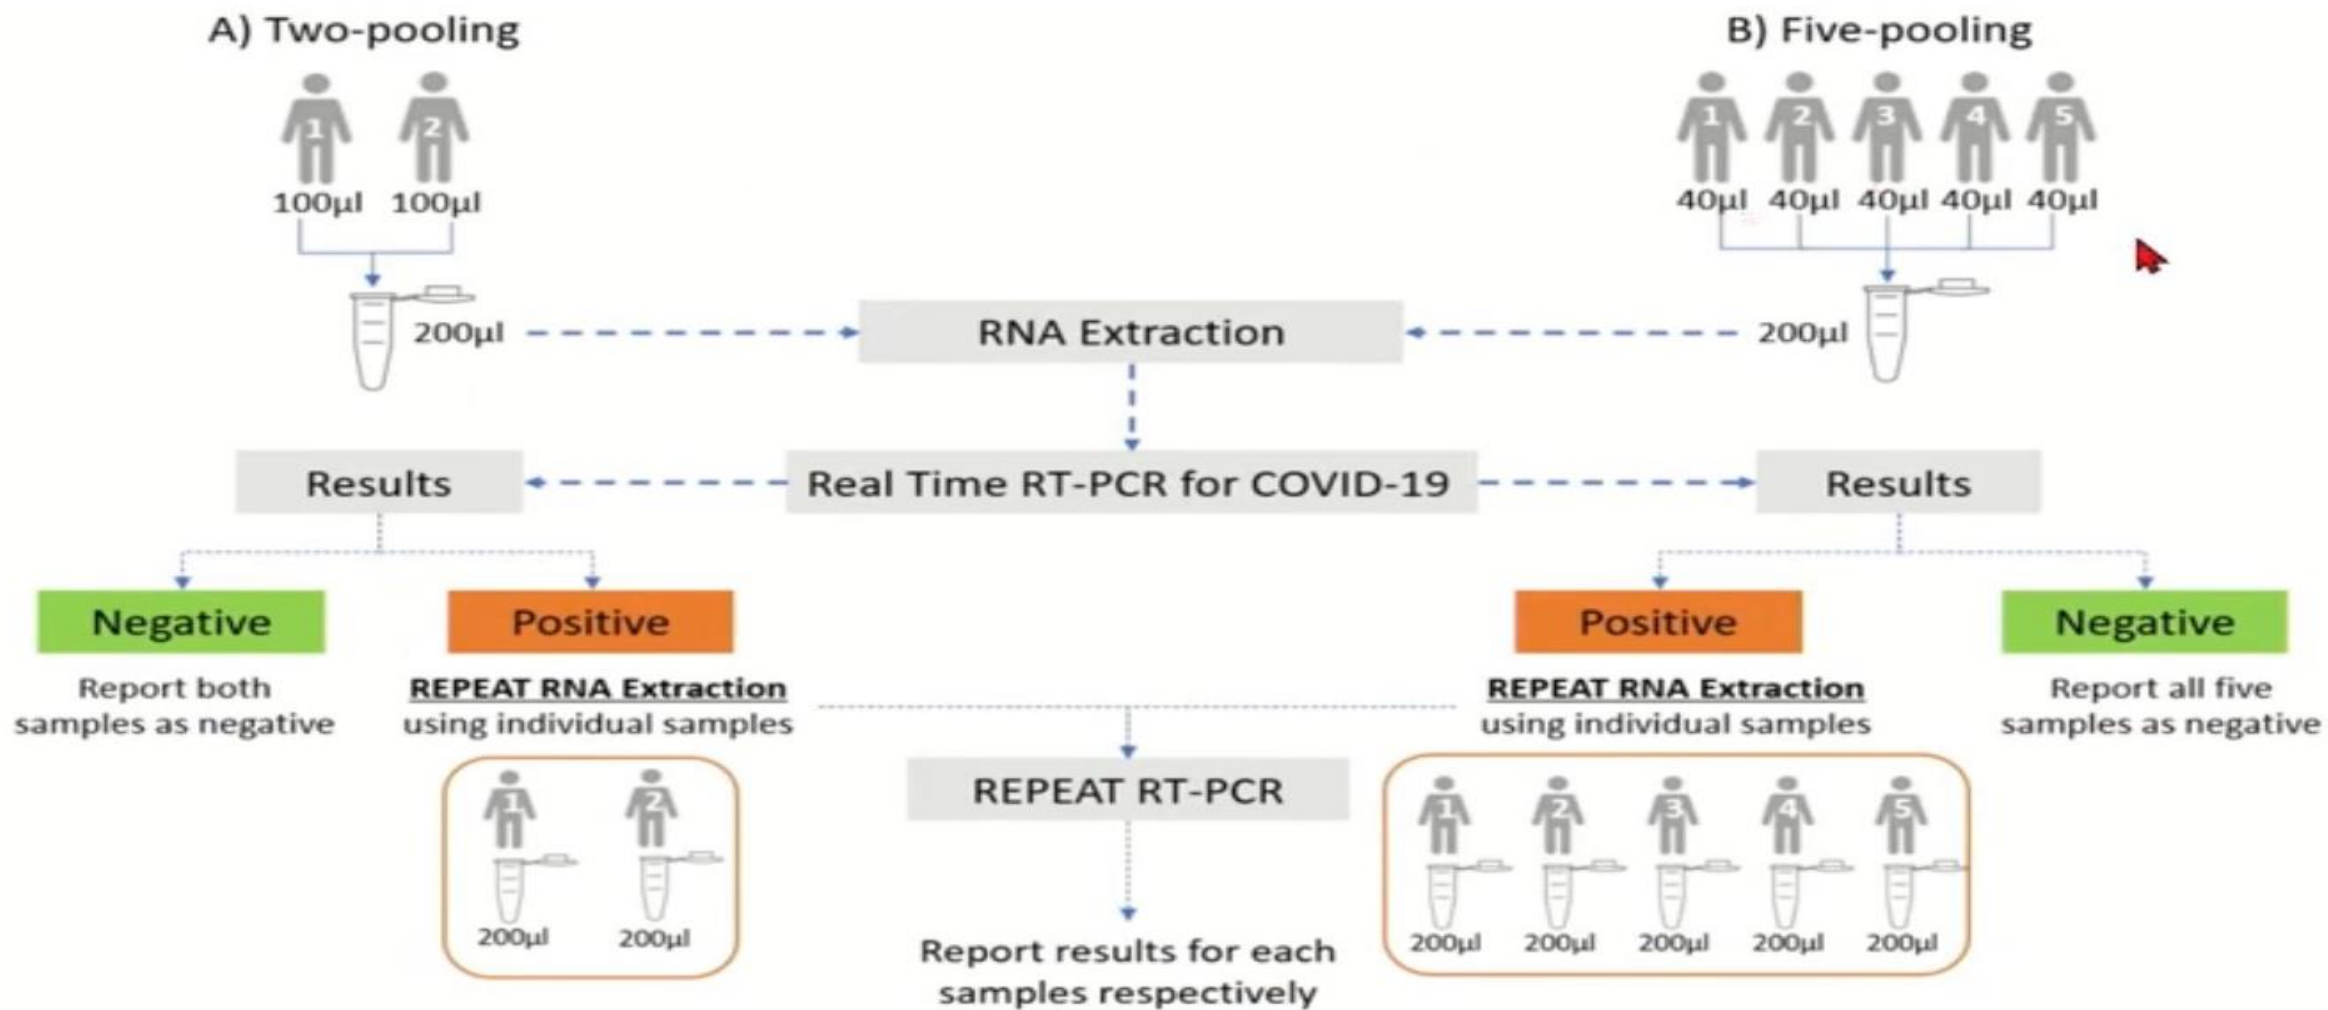 A) Two-pooling
B) Five-pooling
1 2
1 2 3 4 5
100µl 100µl
40µl 40µl 40µl 40µl 40µl
200µl
RNA Extraction
200µl
Results
Real Time RT-PCR for COVID-19
Results
Negative
Positive
Positive
Negative
Report both
samples as negative
REPEAT RNA Extraction
using individual samples
REPEAT RNA Extraction
using individual samples
Report all five
samples as negative
1 2
200µl 200µl
REPEAT RT-PCR
1 2 3 4 5
200µl 200µl 200µl 200µl 200µl
Report results for each
samples respectively